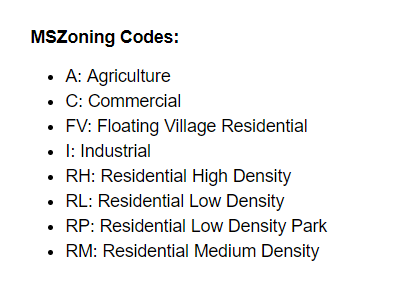 MSZoning Codes:
• A: Agriculture
• C: Commercial
• FV: Floating Village Residential
• I: Industrial
• RH: Residential High Density
• RL: Residential Low Density
• RP: Residential Low Density Park
• RM: Residential Medium Density